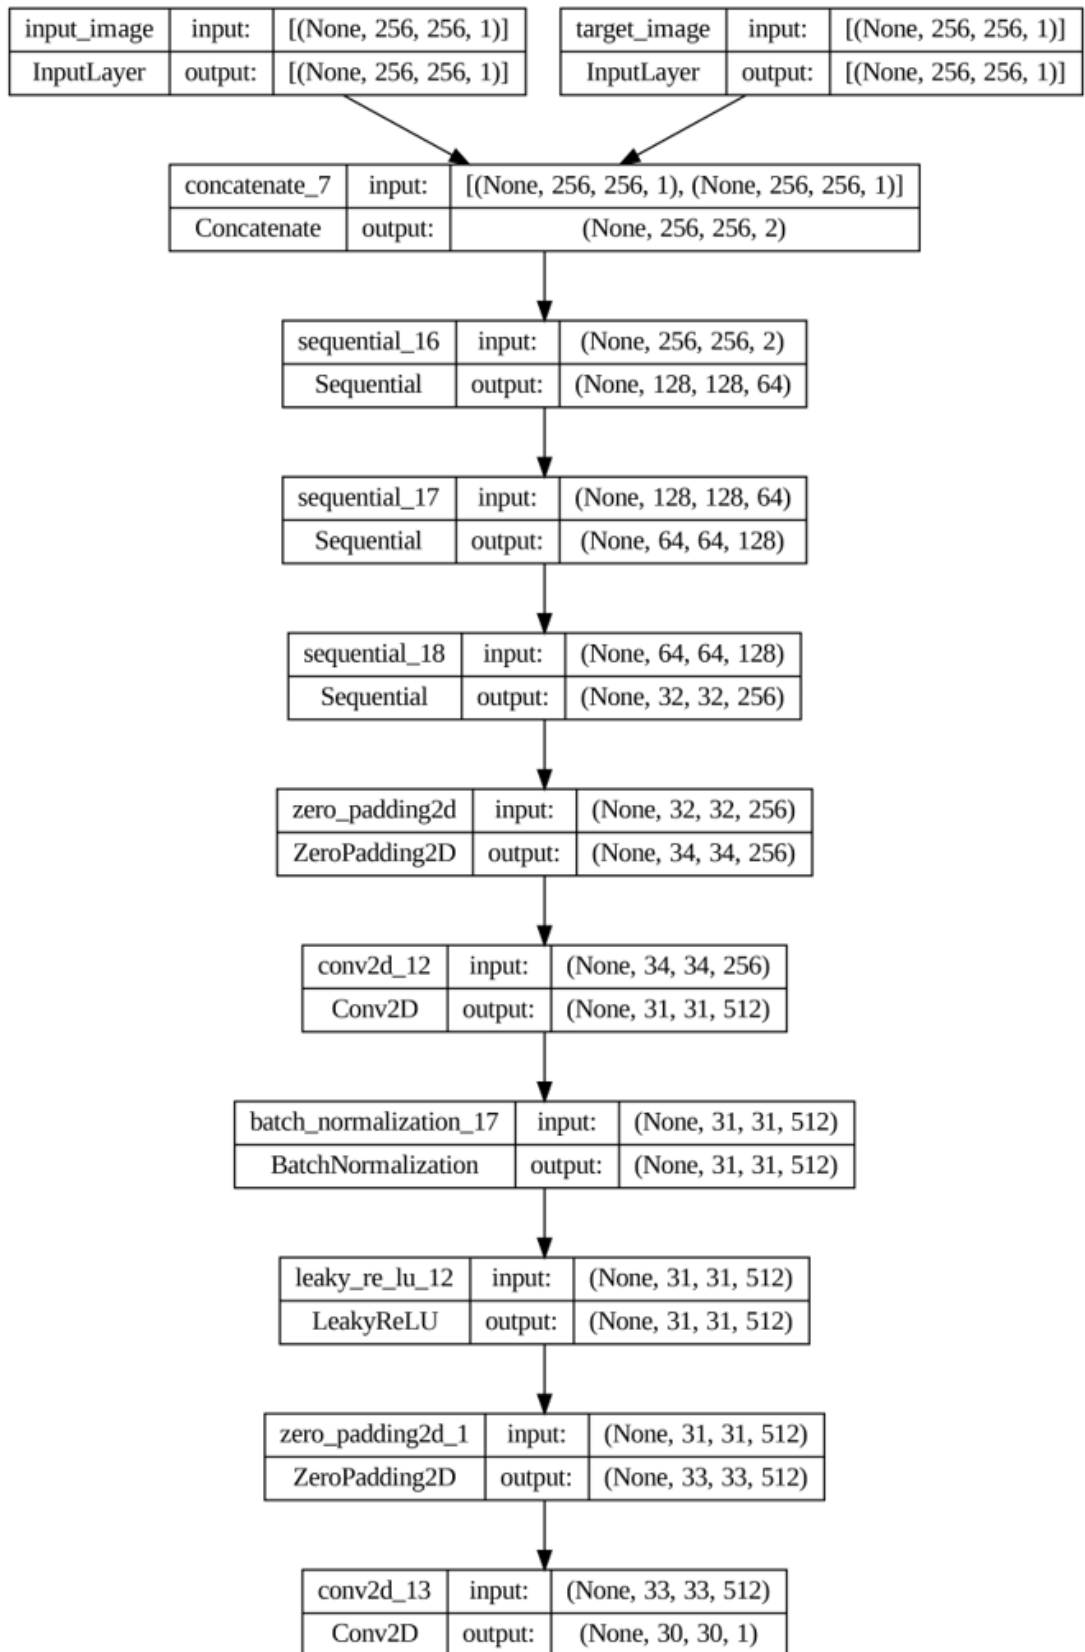 input_image input: [(None, 256, 256, 1)]
InputLayer output: [(None, 256, 256, 1)]
target_image input: [(None, 256, 256, 1)]
InputLayer output: [(None, 256, 256, 1)]
concatenate_7 input: [(None, 256, 256, 1), (None, 256, 256, 1)]
Concatenate output: (None, 256, 256, 2)
sequential_16 input: (None, 256, 256, 2)
Sequential output: (None, 128, 128, 64)
sequential_17 input: (None, 128, 128, 64)
Sequential output: (None, 64, 64, 128)
sequential_18 input: (None, 64, 64, 128)
Sequential output: (None, 32, 32, 256)
zero_padding2d input: (None, 32, 32, 256)
ZeroPadding2D output: (None, 34, 34, 256)
conv2d_12 input: (None, 34, 34, 256)
Conv2D output: (None, 31, 31, 512)
batch_normalization_17 input: (None, 31, 31, 512)
BatchNormalization output: (None, 31, 31, 512)
leaky_re_lu_12 input: (None, 31, 31, 512)
LeakyReLU output: (None, 31, 31, 512)
zero_padding2d_1 input: (None, 31, 31, 512)
ZeroPadding2D output: (None, 33, 33, 512)
conv2d_13 input: (None, 33, 33, 512)
Conv2D output: (None, 30, 30, 1)